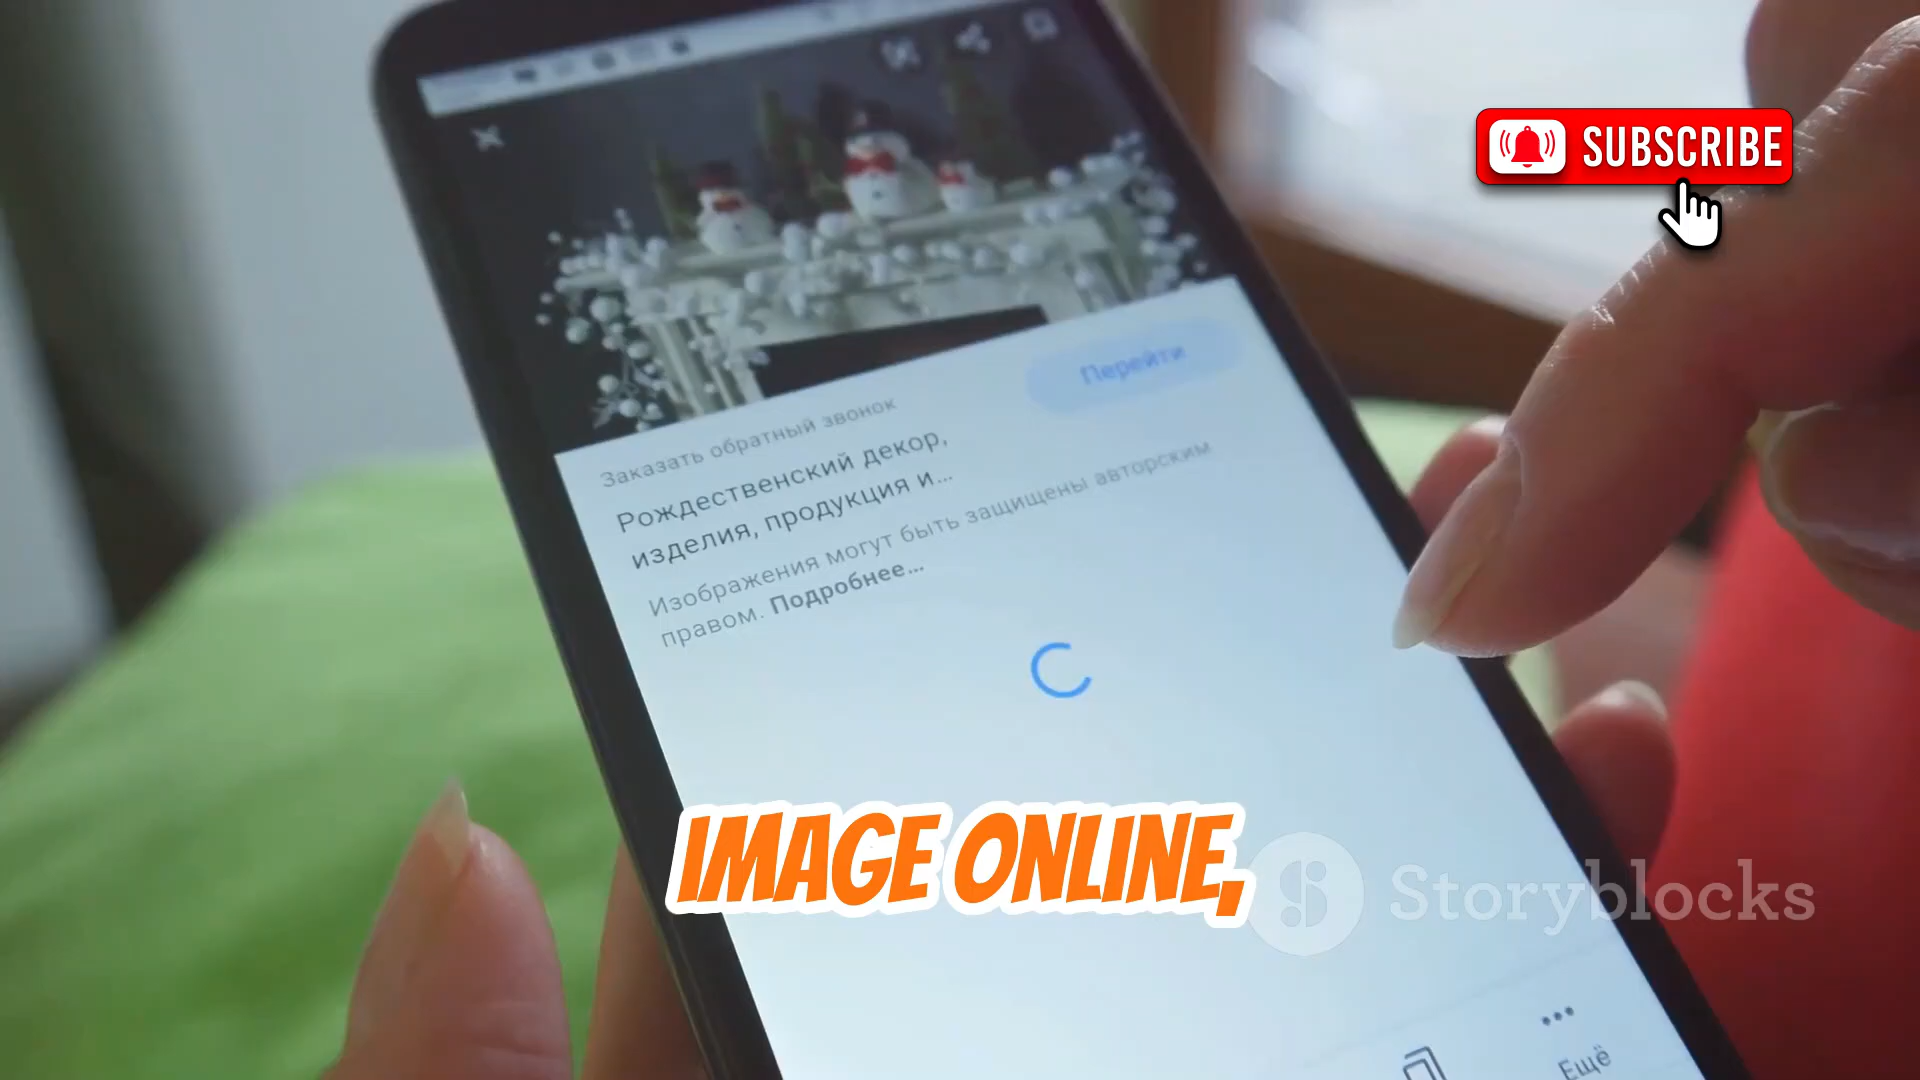 SUBSCRIBE
Перейти
Заказать обратный звонок
Рождественский декор,
изделия, продукция и...
Изображения могут быть защищены авторским
правом. Подробнее...
IMAGE ONLINE,
Storyblocks
Ещё